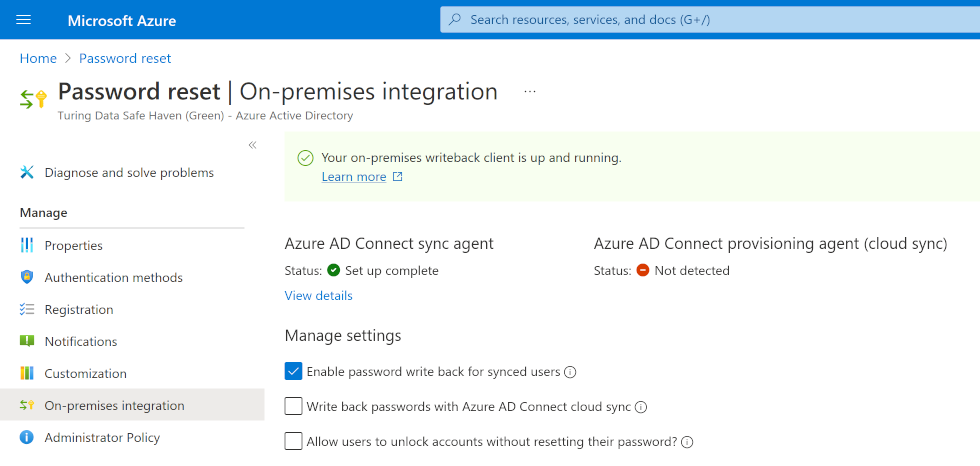 Microsoft Azure
Search resources, services, and docs (G+/)
Home > Password reset
Password reset | On-premises integration ...
Turing Data Safe Haven (Green) - Azure Active Directory
«
Diagnose and solve problems
Manage
Properties
Authentication methods
Registration
Notifications
Customization
On-premises integration
Administrator Policy
Your on-premises writeback client is up and running.
Learn more
Azure AD Connect sync agent
Status: Set up complete
View details
Azure AD Connect provisioning agent (cloud sync)
Status: Not detected
Manage settings
Enable password write back for synced users
Write back passwords with Azure AD Connect cloud sync
Allow users to unlock accounts without resetting their password?